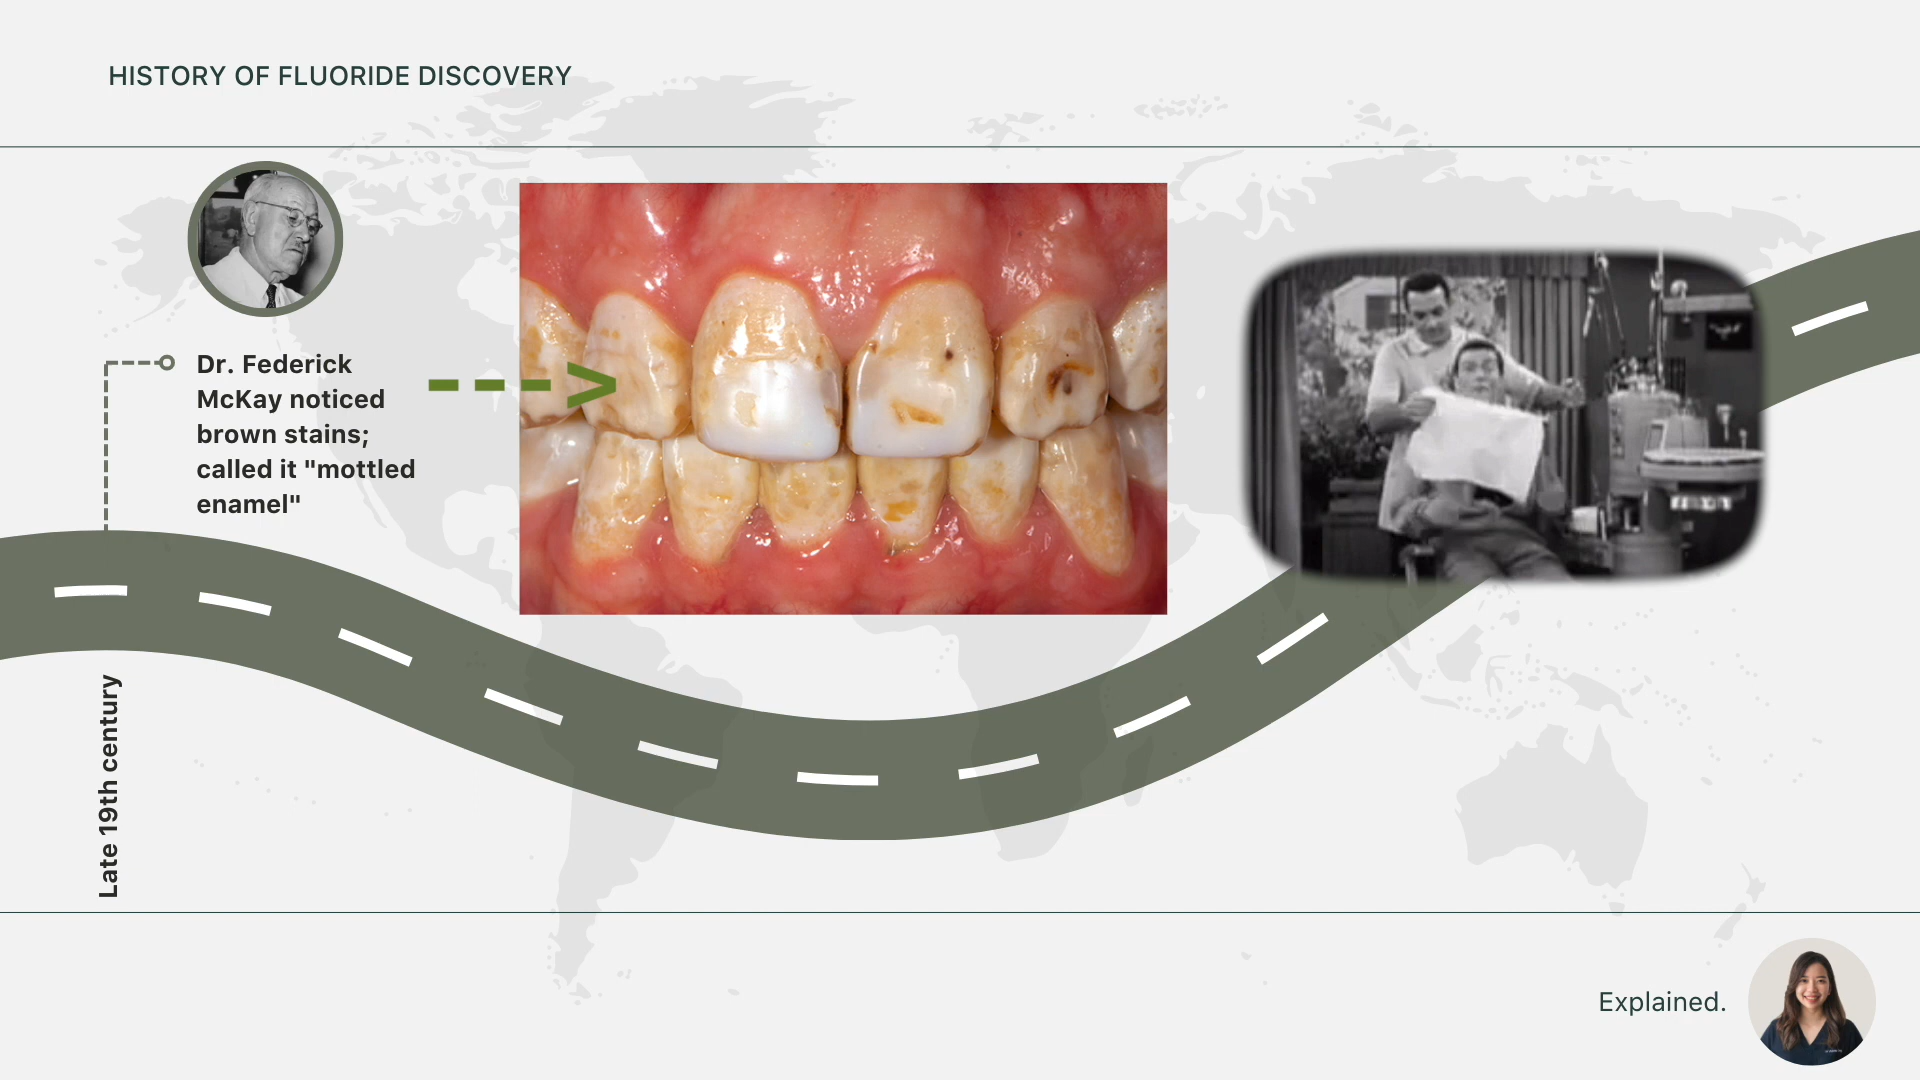 HISTORY OF FLUORIDE DISCOVERY
Dr. Federick
McKay noticed
brown stains;
called it "mottled
enamel"
Late 19th century
Explained.